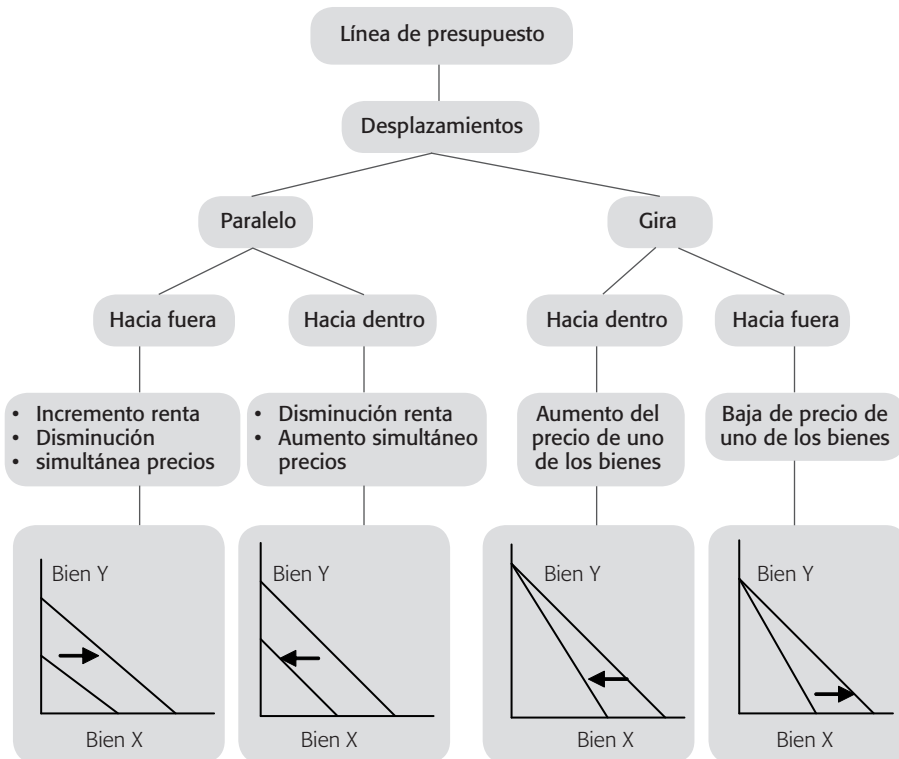 Línea de presupuesto
Desplazamientos
Paralelo
Gira
Hacia fuera
Hacia dentro
Hacia dentro
Hacia fuera
• Incremento renta
• Disminución
• simultánea precios
• Disminución renta
• Aumento simultáneo
precios
Aumento del
precio de uno
de los bienes
Baja de precio de
uno de los bienes
Bien Y
Bien X
Bien Y
Bien X
Bien Y
Bien X
Bien Y
Bien X